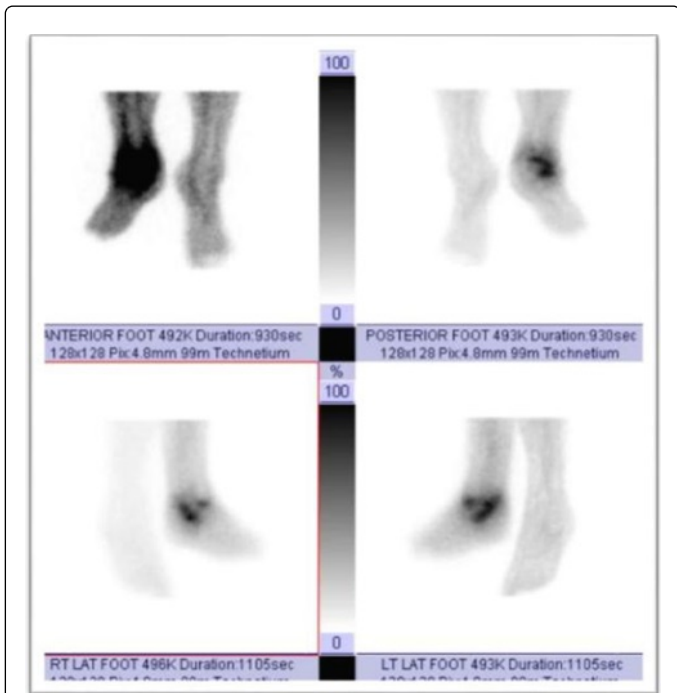 100
0
ANTERIOR FOOT 492K Duration:930sec
128x128 Pix:4.8mm 99m Technetium
POSTERIOR FOOT 493K Duration:930sec
128x128 Pix:4.8mm 99m Technetium
%
100
0
RT LAT FOOT 496K Duration:1105sec
LT LAT FOOT 493K Duration:1105sec